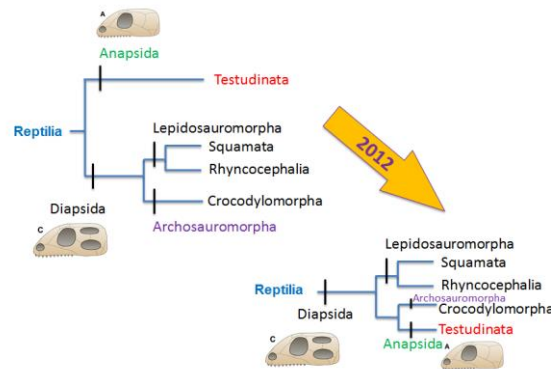 A
Anapsida
Testudinata
Reptilia
Lepidosauromorpha
Squamata
Rhyncocephalia
Crocodylomorpha
Archosauromorpha
Diapsida
C
2012
Lepidosauromorpha
Squamata
Rhyncocephalia
Archosauromorpha
Crocodylomorpha
Reptilia
Diapsida
Testudinata
Anapsida
A
C